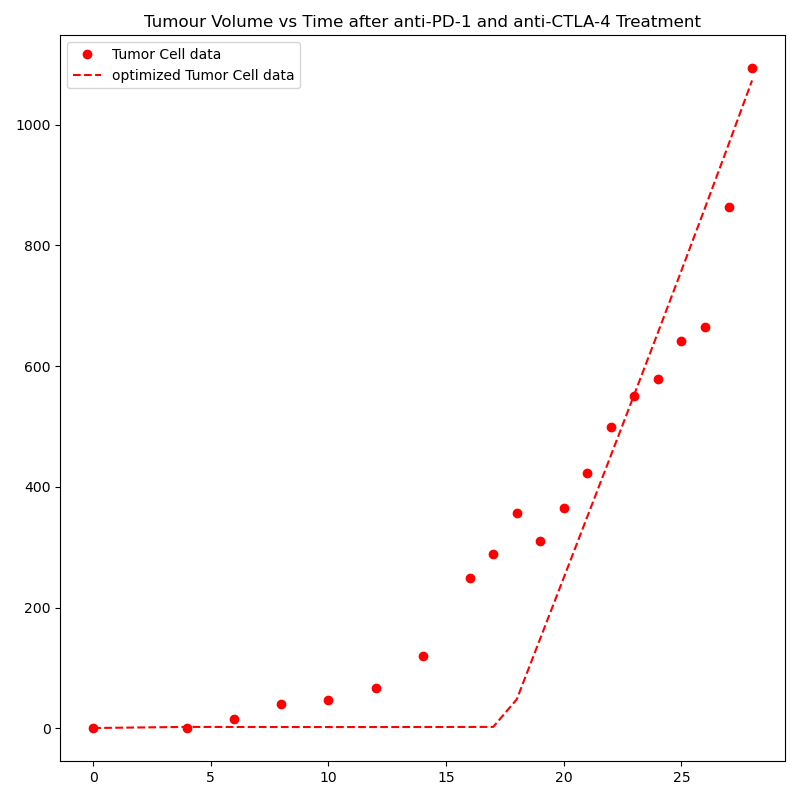 Tumour Volume vs Time after anti-PD-1 and anti-CTLA-4 Treatment
Tumor Cell data
optimized Tumor Cell data
1000
800
600
400
200
0
0 5 10 15 20 25